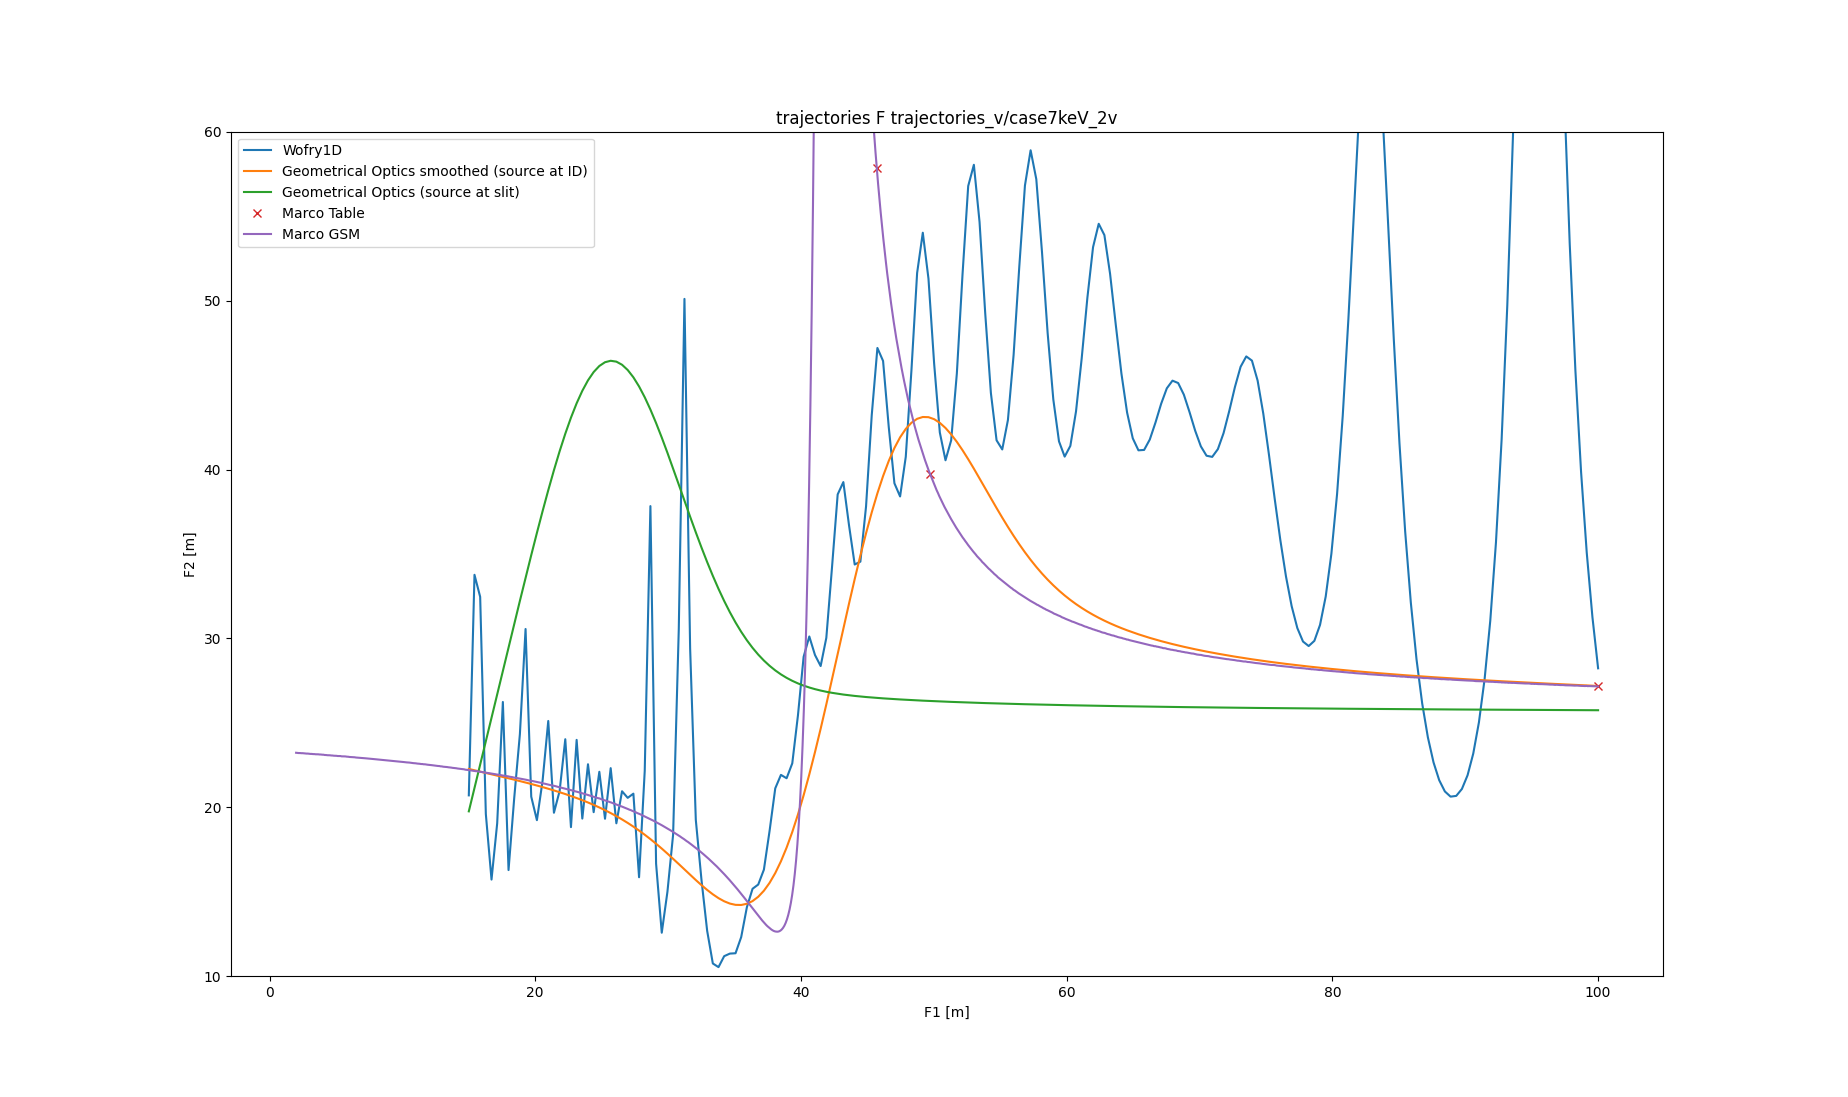 trajectories F trajectories_v/case7keV_2v
Wofry1D
Geometrical Optics smoothed (source at ID)
Geometrical Optics (source at slit)
Marco Table
Marco GSM
60
50
40
30
20
10
F2 [m]
0
20
40
60
80
100
F1 [m]